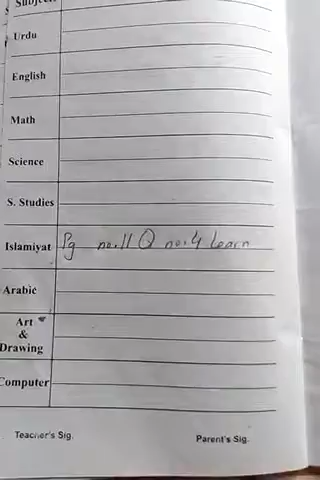 Subjects
Urdu
English
Math
Science
S. Studies
Islamiyat Pg no.11 Q no.4 Learn
Arabic
Art
&
Drawing
Computer
Teacher's Sig. Parent's Sig.